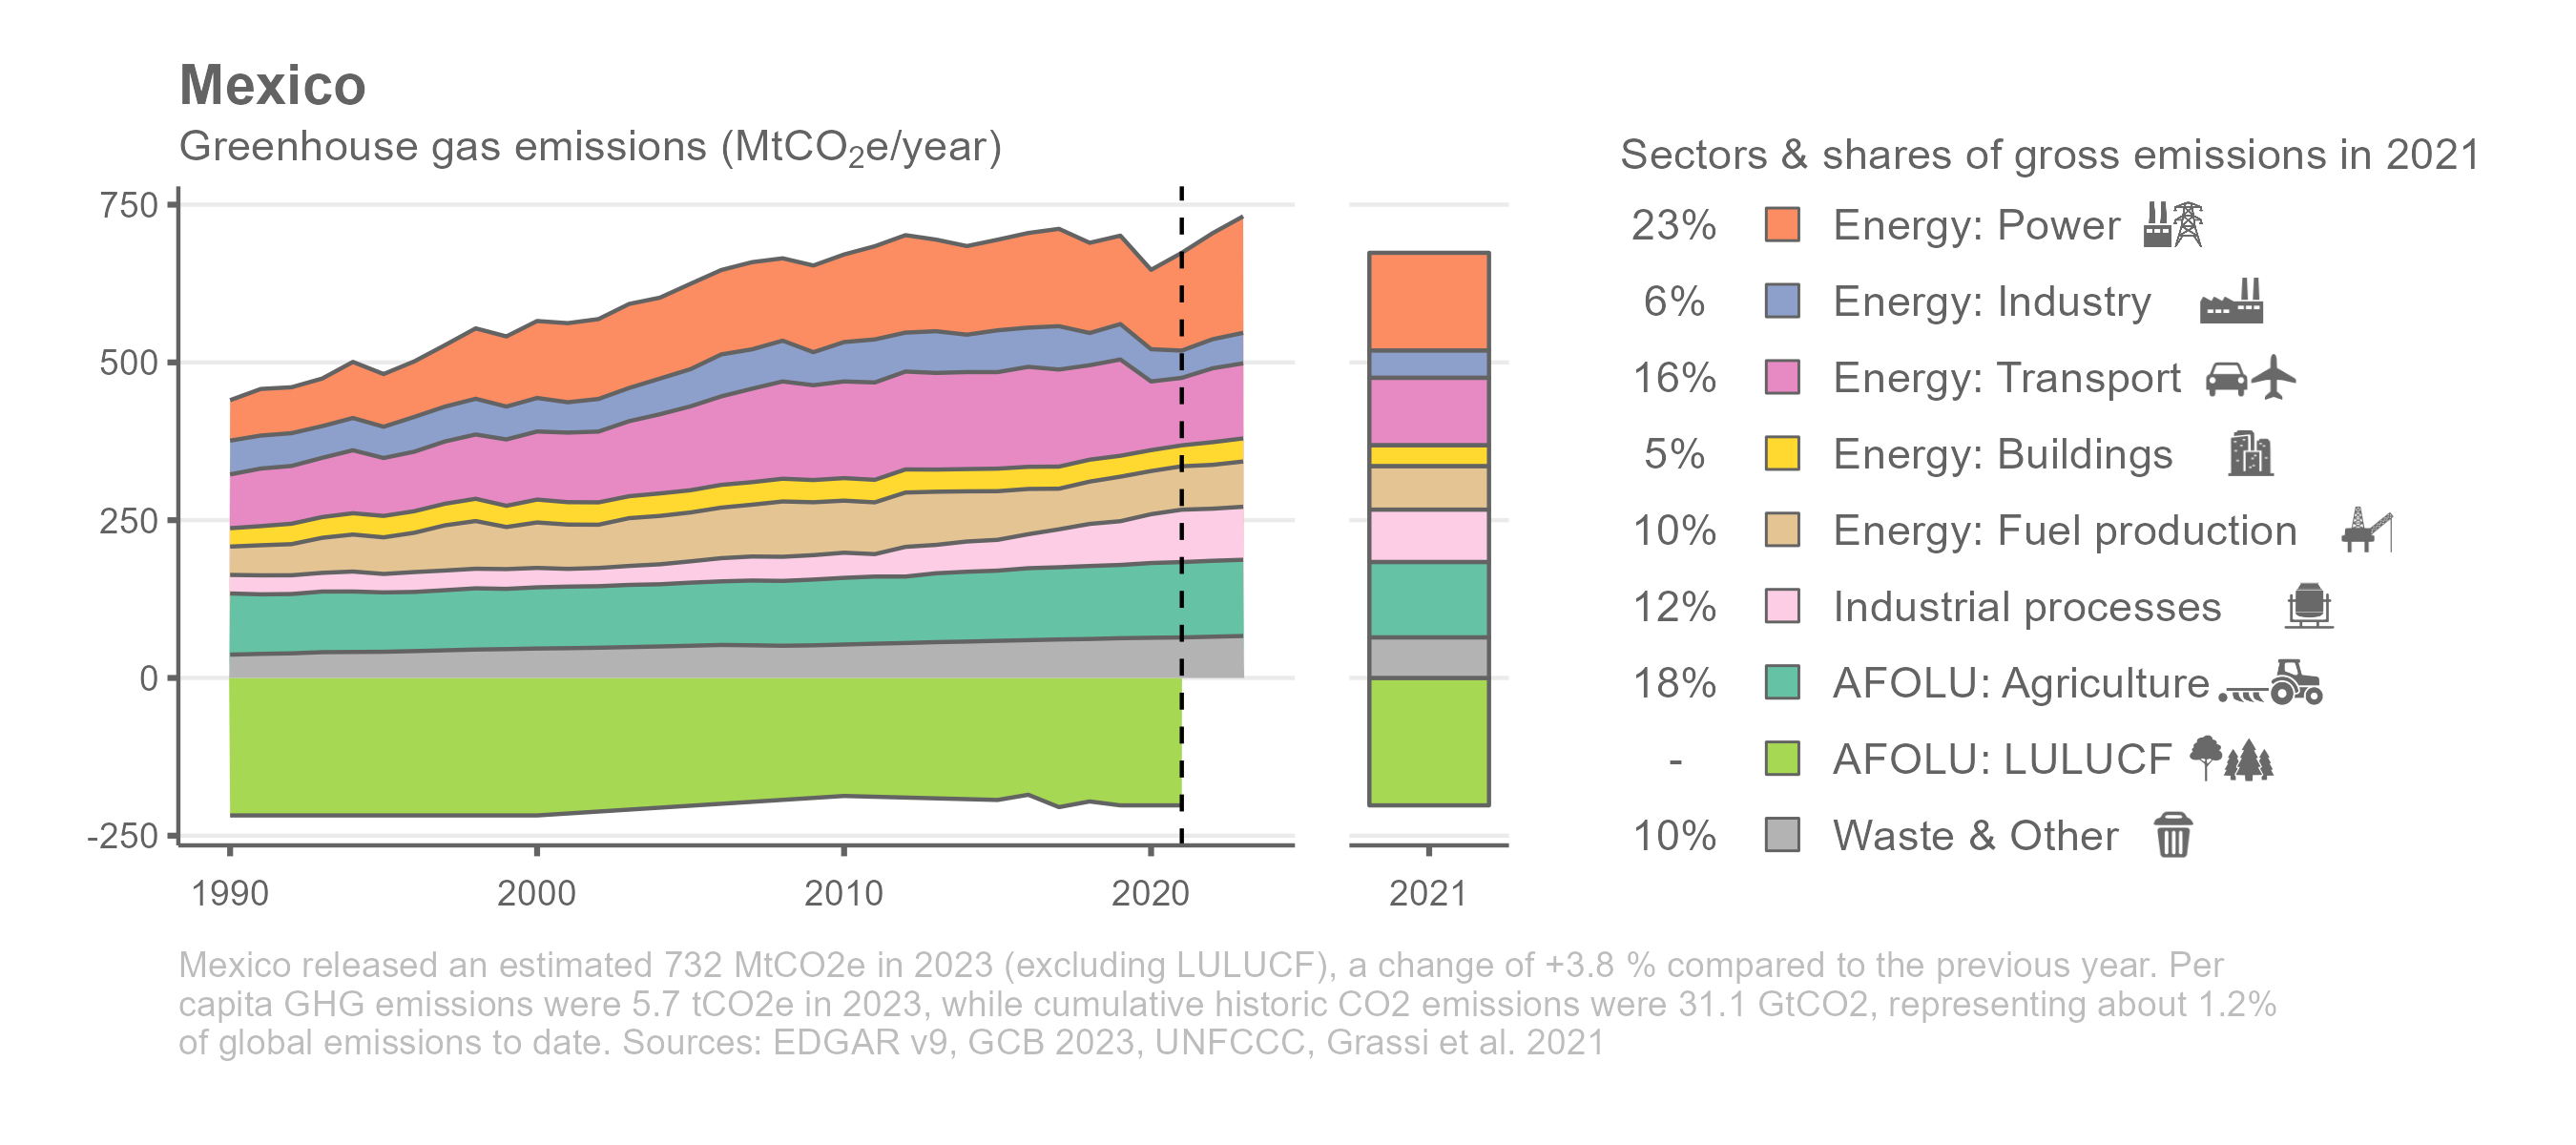 Mexico
Greenhouse gas emissions (MtCO₂e/year)
750
500
250
0
-250
1990
2000
2010
2020
2021
Sectors & shares of gross emissions in 2021
23% Energy: Power
6% Energy: Industry
16% Energy: Transport
5% Energy: Buildings
10% Energy: Fuel production
12% Industrial processes
18% AFOLU: Agriculture
- AFOLU: LULUCF
10% Waste & Other
Mexico released an estimated 732 MtCO2e in 2023 (excluding LULUCF), a change of +3.8 % compared to the previous year. Per
capita GHG emissions were 5.7 tCO2e in 2023, while cumulative historic CO2 emissions were 31.1 GtCO2, representing about 1.2%
of global emissions to date. Sources: EDGAR v9, GCB 2023, UNFCCC, Grassi et al. 2021